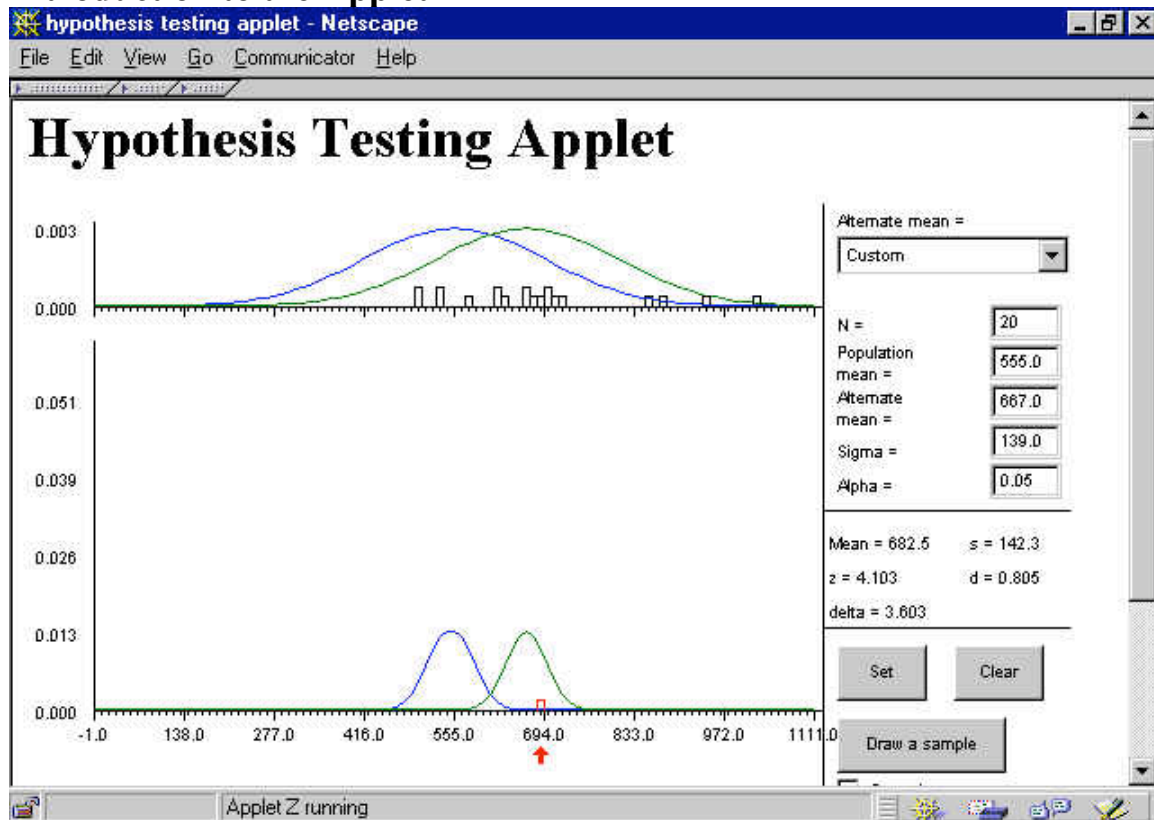 hypothesis testing applet - Netscape
File Edit View Go Communicator Help
Hypothesis Testing Applet
0.003
0.000
0.051
0.039
0.026
0.013
0.000
-1.0 138.0 277.0 416.0 555.0 694.0 833.0 972.0 1111.0
Alternate mean =
Custom
N = 20
Population
mean = 555.0
Alternate
mean = 667.0
Sigma = 139.0
Alpha = 0.05
Mean = 682.5 s = 142.3
z = 4.103 d = 0.805
delta = 3.603
Set Clear
Draw a sample
Applet Z running